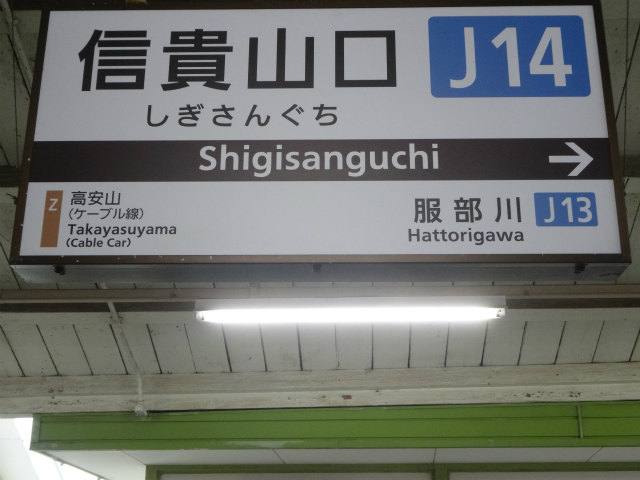 信貴山口 J14
しぎさんぐち
Shigisanguchi →
Z 高安山
(ケーブル線)
Takayasuyama
(Cable Car)
服部川 J13
Hattorigawa